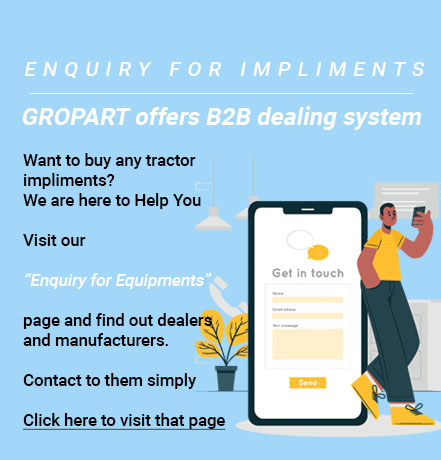 ENQUIRY FOR IMPLIMENTS
GROPART offers B2B dealing system
Want to buy any tractor
impliments?
We are here to Help You
Visit our
“Enquiry for Equipments”
page and find out dealers
and manufacturers.
Contact to them simply
Click here to visit that page
Get in touch
Name
Email adress
Your message
Send